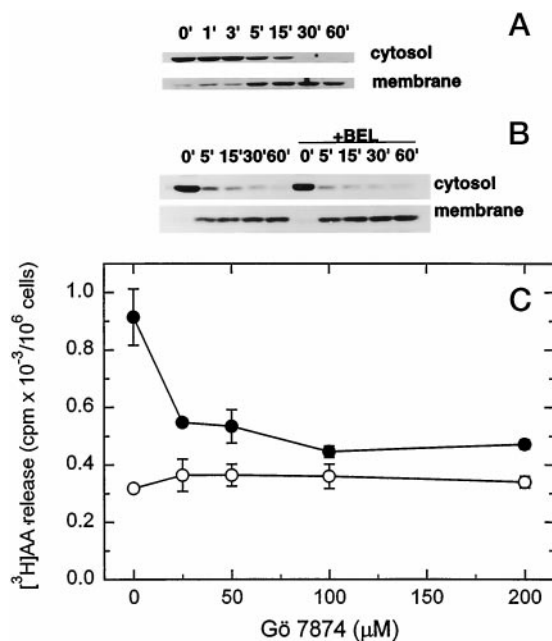 A
0' 1' 3' 5' 15' 30' 60'
cytosol
membrane
B
+BEL
0' 5' 15'30'60' 0' 5' 15' 30' 60'
cytosol
membrane
C
1.0
0.8
0.6
0.4
0.2
0.0
[³H]AA·release (cpm x 10⁻³/10⁶ cells)
0 50 100 150 200
Gö 7874 (µM)